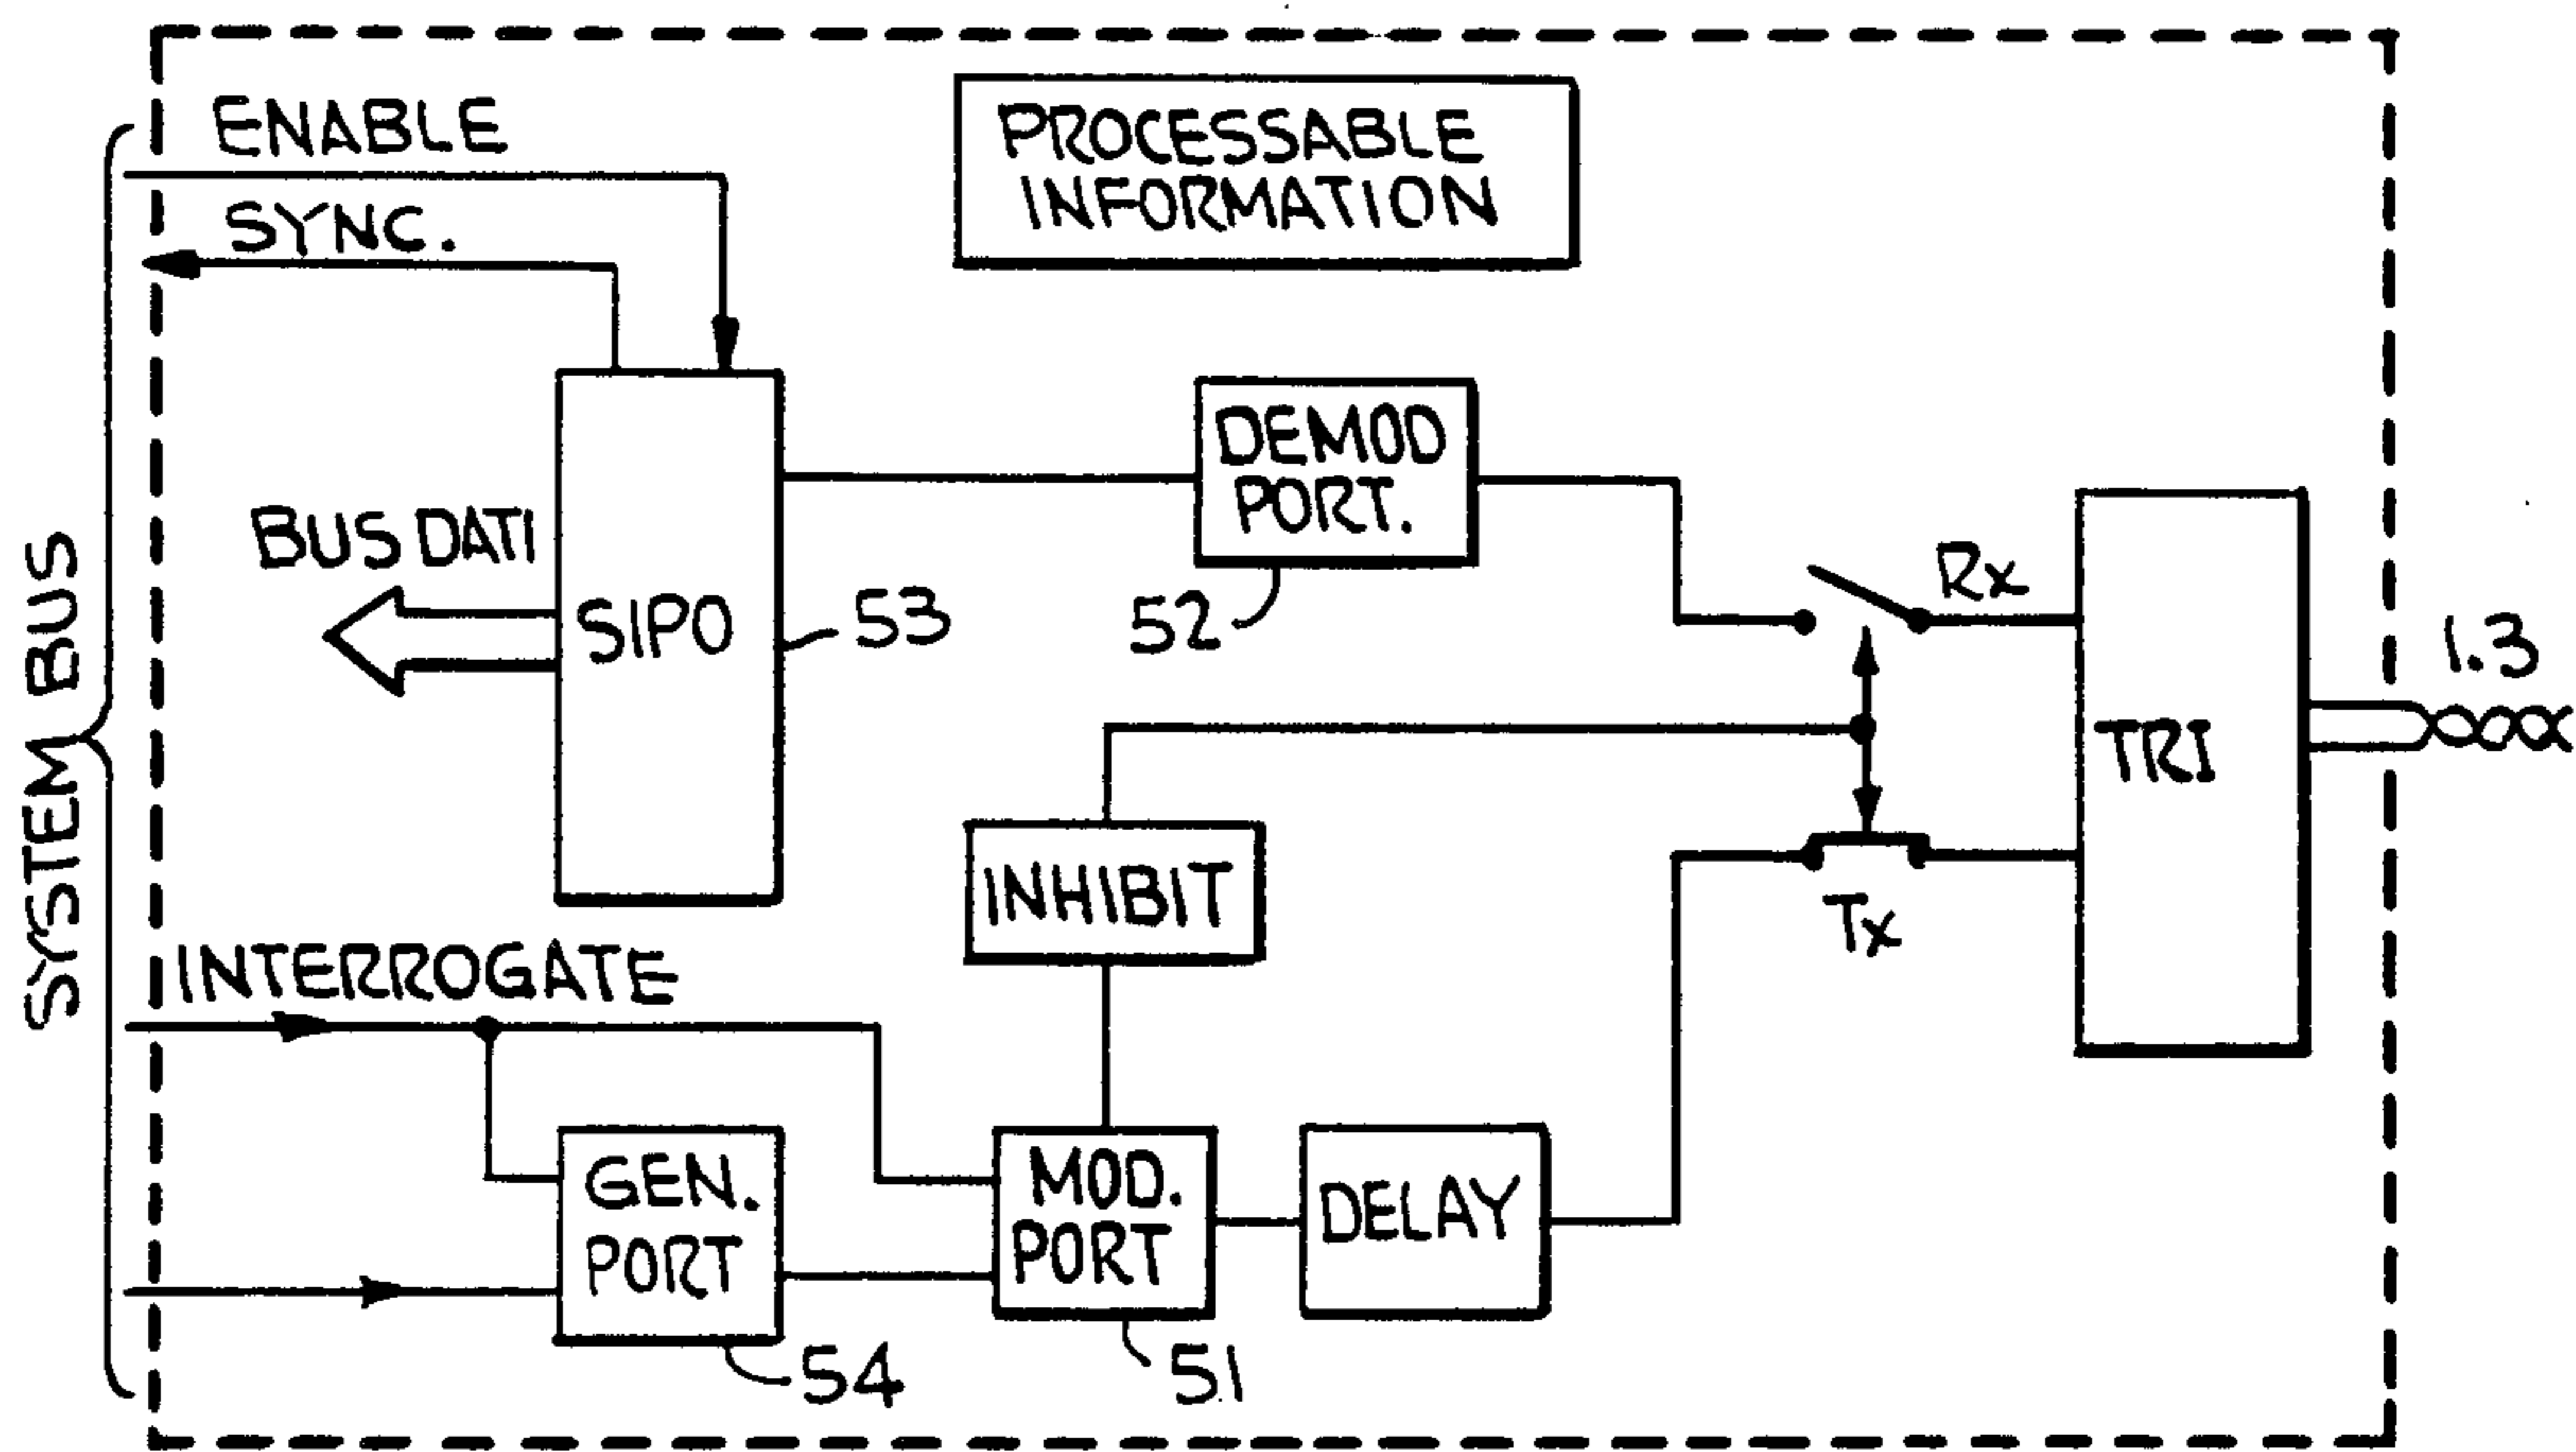 ENABLE
PROCESSABLE
INFORMATION
SYNC.
SYSTEM BUS
BUS DATI
SIPO
53
DEMOD
PORT.
52
Rx
1.3
TRI
INHIBIT
Tx
INTERROGATE
GEN.
PORT
54
MOD.
PORT
51
DELAY